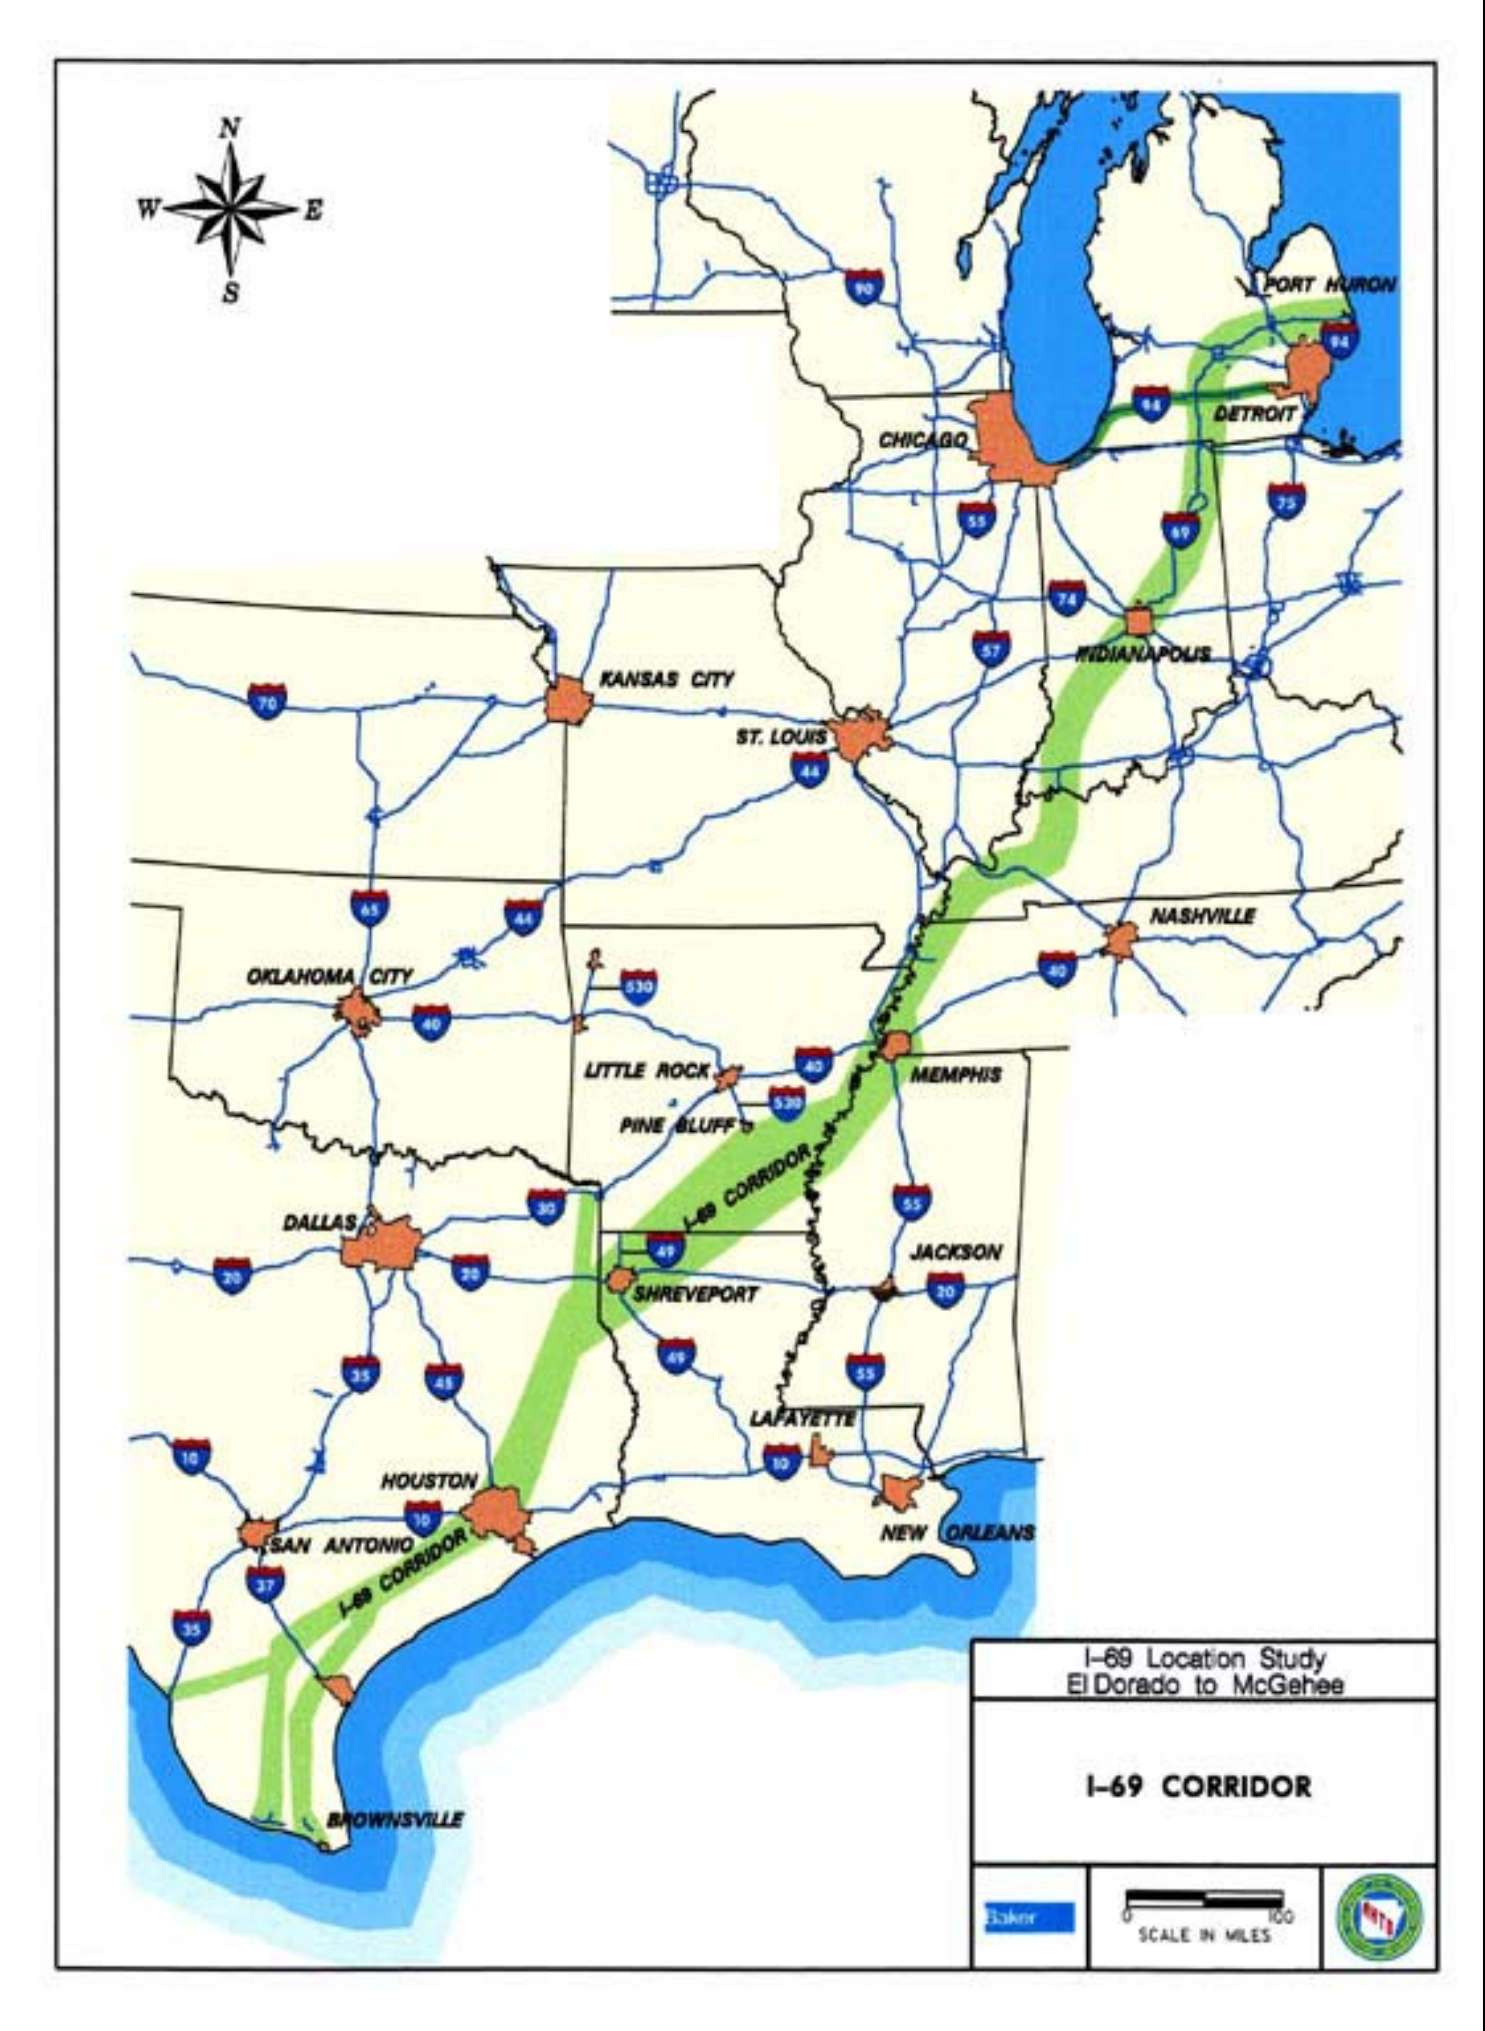 N
W E
S
PORT HURON
90
94
94
DETROIT
CHICAGO
55
69
75
74
57
INDIANAPOLIS
KANSAS CITY
70
ST. LOUIS
44
65
44
NASHVILLE
OKLAHOMA CITY
530
40
40
LITTLE ROCK
40
MEMPHIS
530
PINE BLUFF
I-69 CORRIDOR
30
55
DALLAS
49
JACKSON
20
20
SHREVEPORT
20
49
35
45
55
LAFAYETTE
10
10
HOUSTON
10
SAN ANTONIO
NEW ORLEANS
I-69 CORRIDOR
37
35
BROWNSVILLE
I-69 Location Study
El Dorado to McGehee
I-69 CORRIDOR
Baker
0 100
SCALE IN MILES